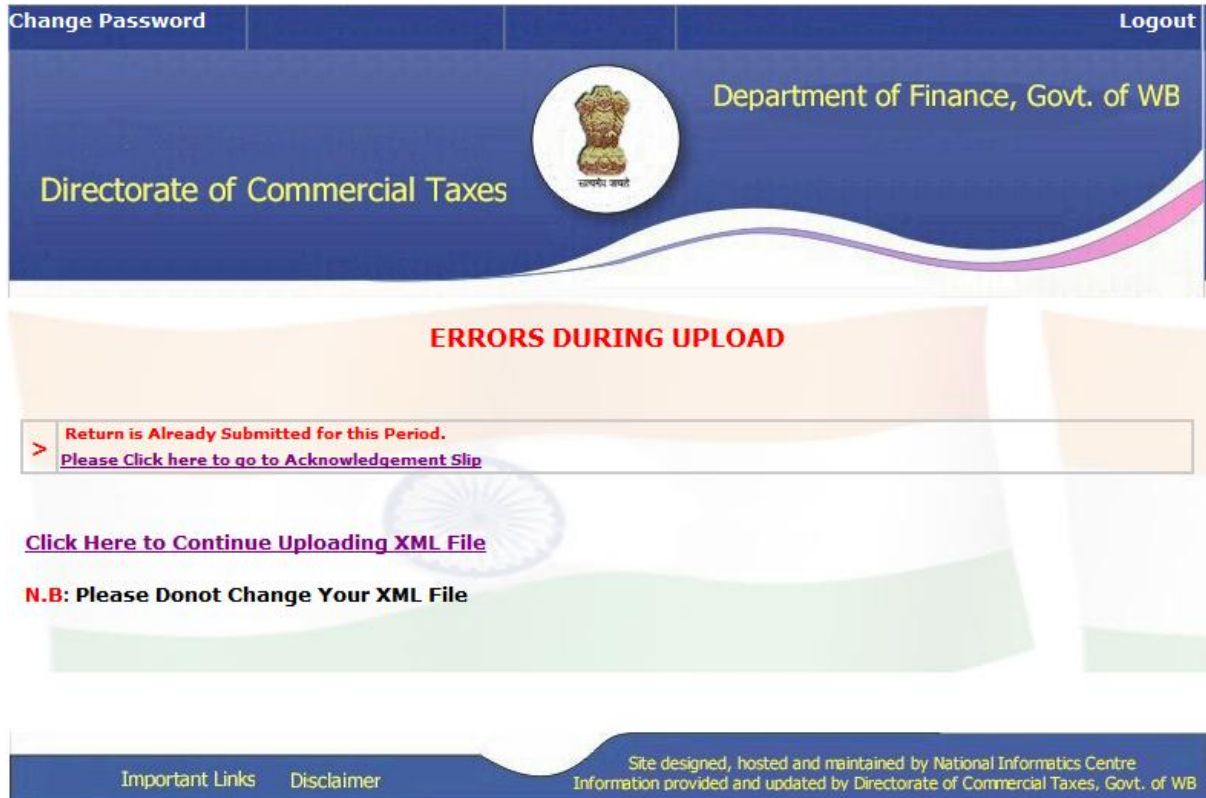 Change Password
Logout
Department of Finance, Govt. of WB
Directorate of Commercial Taxes
सत्यमेव जयते
ERRORS DURING UPLOAD
> Return is Already Submitted for this Period.
Please Click here to go to Acknowledgement Slip
Click Here to Continue Uploading XML File
N.B: Please Donot Change Your XML File
Important Links Disclaimer
Site designed, hosted and maintained by National Informatics Centre
Information provided and updated by Directorate of Commercial Taxes, Govt. of WB